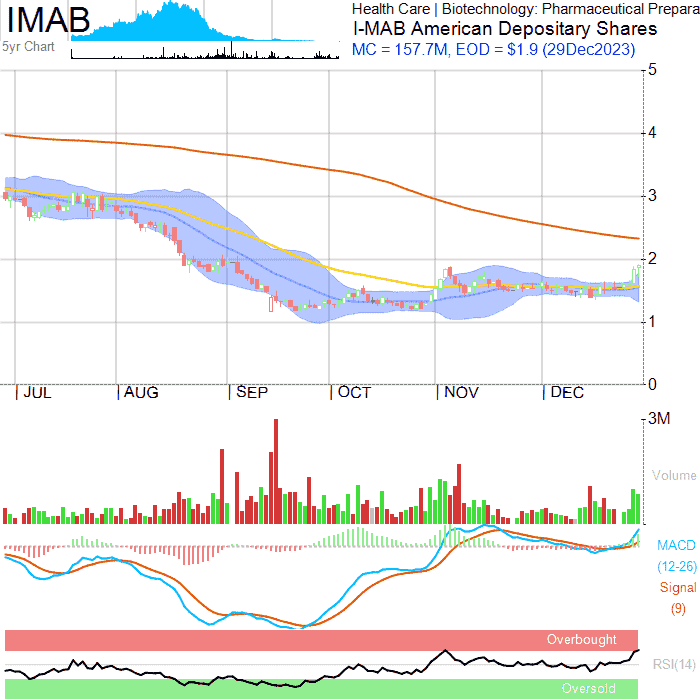 IMAB
5yr Chart
Health Care | Biotechnology: Pharmaceutical Prepara
I-MAB American Depositary Shares
MC = 157.7M, EOD = $1.9 (29Dec2023)
5
4
3
2
1
0
| JUL | AUG | SEP | OCT | NOV | DEC
3M
Volume
MACD
(12-26)
Signal
(9)
Overbought
RSI(14)
Oversold